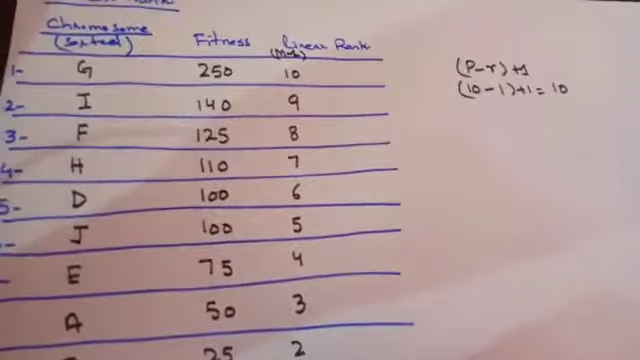 Rank
Chromosome (sorted) Fitness Linear Rank
1- G 250 10
2- I 140 9
3- F 125 8
4- H 110 7
5- D 100 6
- J 100 5
- E 75 4
A 50 3
25 2
(P-r)+1
(10-1)+1=10